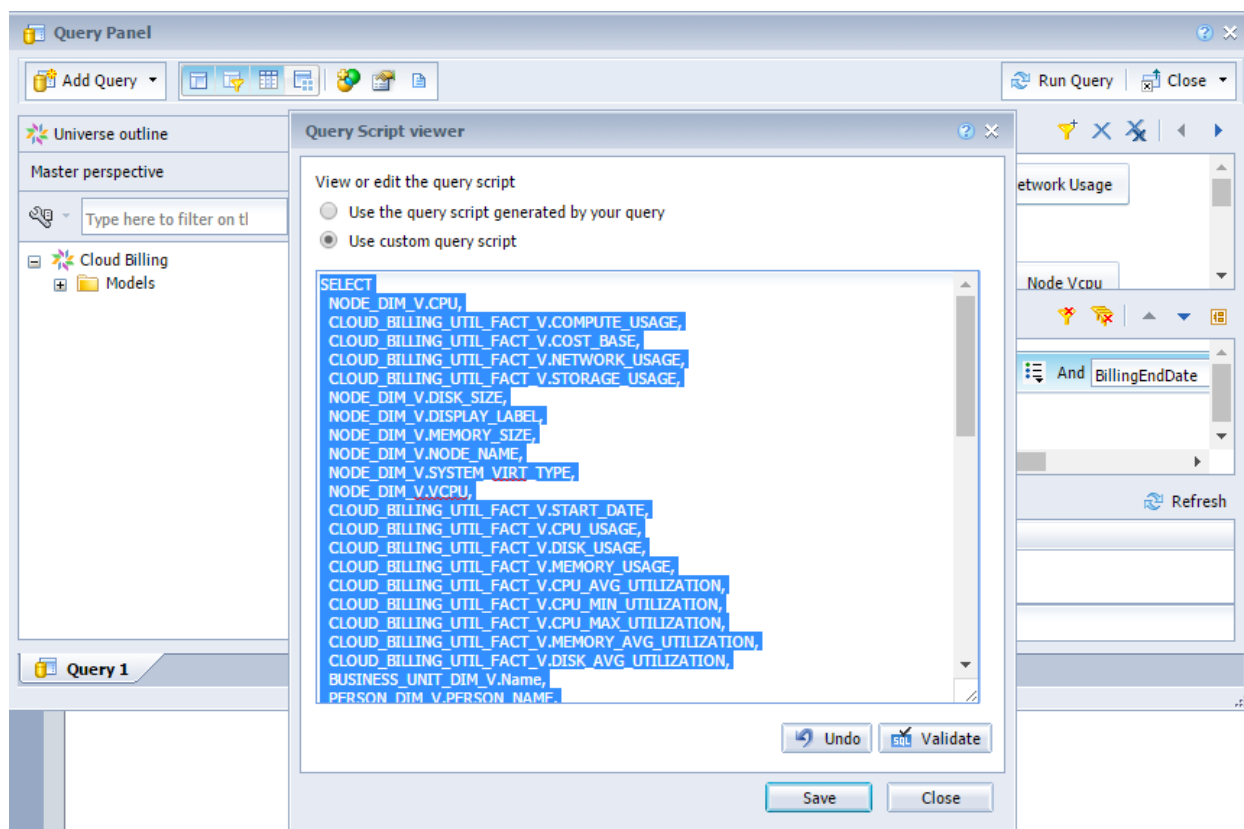 Query Panel
Add Query
Run Query
Close
Universe outline
Master perspective
Type here to filter on tl
Cloud Billing
Models
Query Script viewer
View or edit the query script
Use the query script generated by your query
Use custom query script
SELECT
NODE_DIM_V.CPU,
CLOUD_BILLING_UTIL_FACT_V.COMPUTE_USAGE,
CLOUD_BILLING_UTIL_FACT_V.COST_BASE,
CLOUD_BILLING_UTIL_FACT_V.NETWORK_USAGE,
CLOUD_BILLING_UTIL_FACT_V.STORAGE_USAGE,
NODE_DIM_V.DISK_SIZE,
NODE_DIM_V.DISPLAY_LABEL,
NODE_DIM_V.MEMORY_SIZE,
NODE_DIM_V.NODE_NAME,
NODE_DIM_V.SYSTEM_VIRT_TYPE,
NODE_DIM_V.VCPU,
CLOUD_BILLING_UTIL_FACT_V.START_DATE,
CLOUD_BILLING_UTIL_FACT_V.CPU_USAGE,
CLOUD_BILLING_UTIL_FACT_V.DISK_USAGE,
CLOUD_BILLING_UTIL_FACT_V.MEMORY_USAGE,
CLOUD_BILLING_UTIL_FACT_V.CPU_AVG_UTILIZATION,
CLOUD_BILLING_UTIL_FACT_V.CPU_MIN_UTILIZATION,
CLOUD_BILLING_UTIL_FACT_V.CPU_MAX_UTILIZATION,
CLOUD_BILLING_UTIL_FACT_V.MEMORY_AVG_UTILIZATION,
CLOUD_BILLING_UTIL_FACT_V.DISK_AVG_UTILIZATION,
BUSINESS_UNIT_DIM_V.Name,
PERSON_DIM_V.PERSON_NAME,
Undo
SQL Validate
Save
Close
etwork Usage
Node Vcpu
And BillingEndDate
Refresh
Query 1